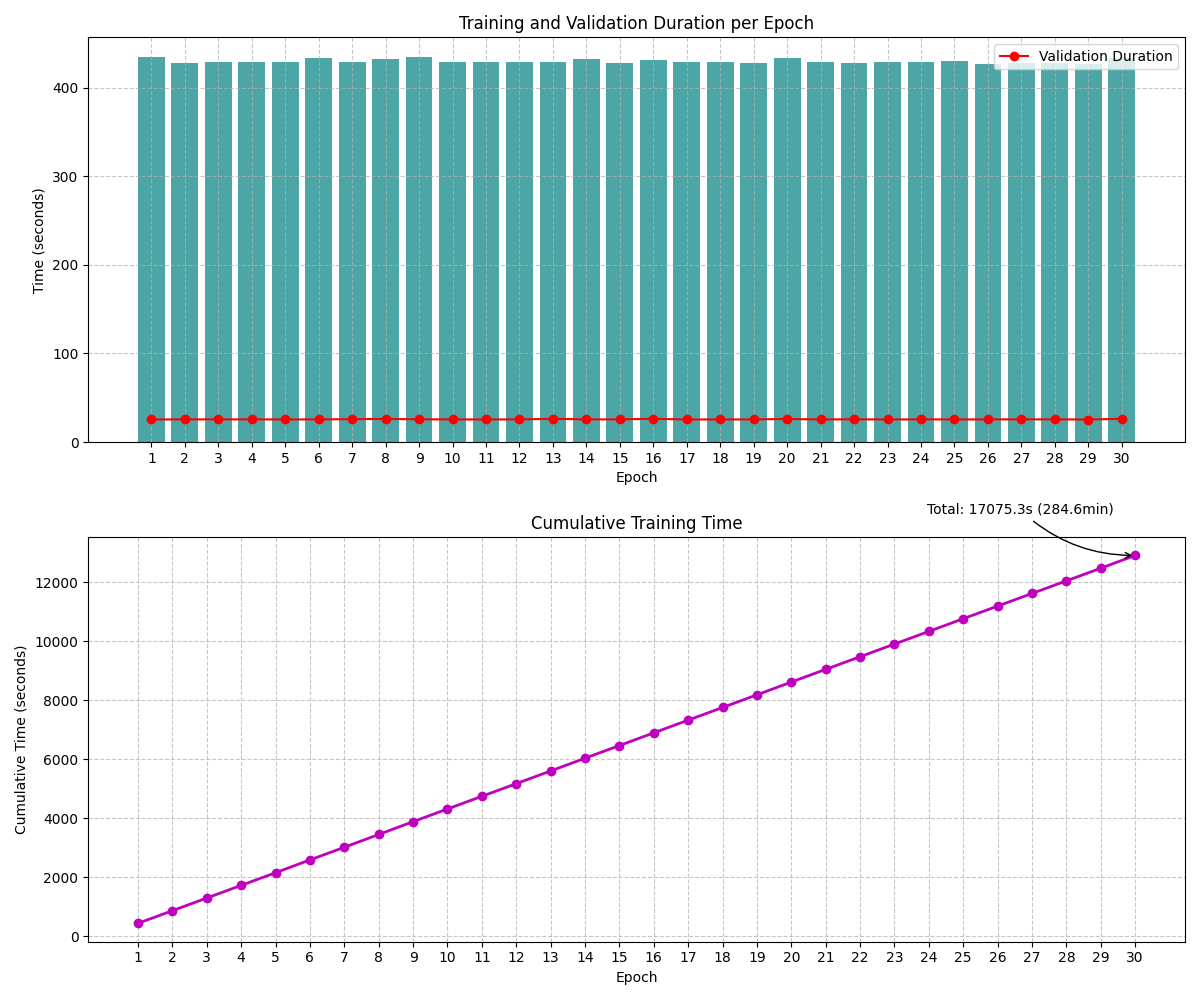 Training and Validation Duration per Epoch
Validation Duration
Time (seconds)
400
300
200
100
0
1 2 3 4 5 6 7 8 9 10 11 12 13 14 15 16 17 18 19 20 21 22 23 24 25 26 27 28 29 30
Epoch
Total: 17075.3s (284.6min)
Cumulative Training Time
Cumulative Time (seconds)
12000
10000
8000
6000
4000
2000
0
1 2 3 4 5 6 7 8 9 10 11 12 13 14 15 16 17 18 19 20 21 22 23 24 25 26 27 28 29 30
Epoch